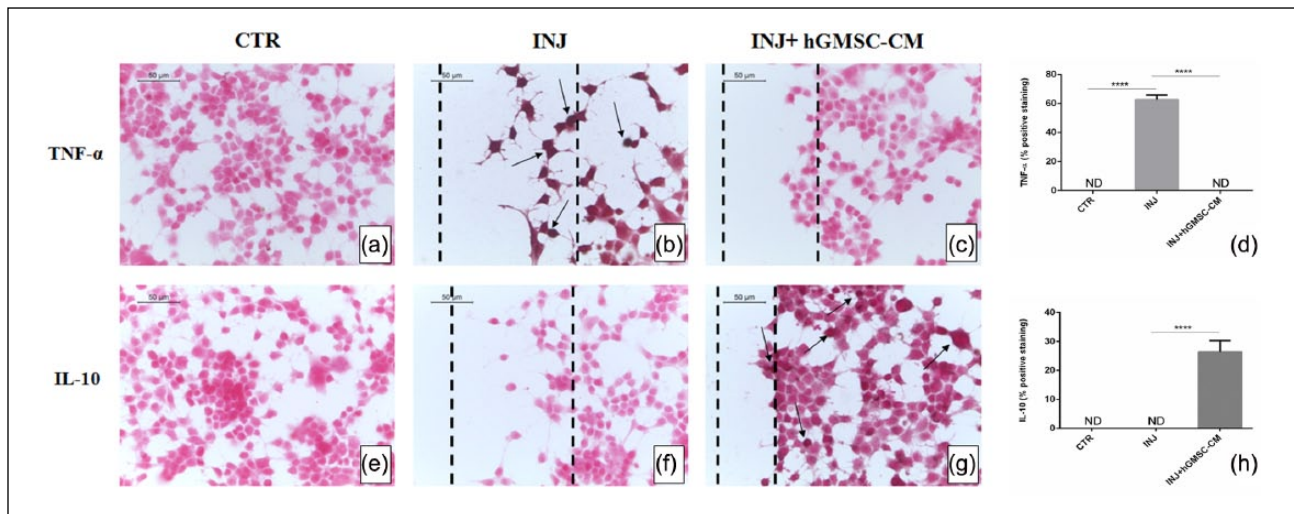 CTR INJ INJ+ hGMSC-CM
TNF-α
50 µm
(a)
50 µm
(b)
50 µm
(c)
TNF-α (% positive staining)
80
60
40
20
0
****
****
ND
ND
CTR
INJ
INJ+hGMSC-CM
(d)
IL-10
50 µm
(e)
50 µm
(f)
50 µm
(g)
IL-10 (% positive staining)
40
30
20
10
0
****
ND
ND
CTR
INJ
INJ+hGMSC-CM
(h)